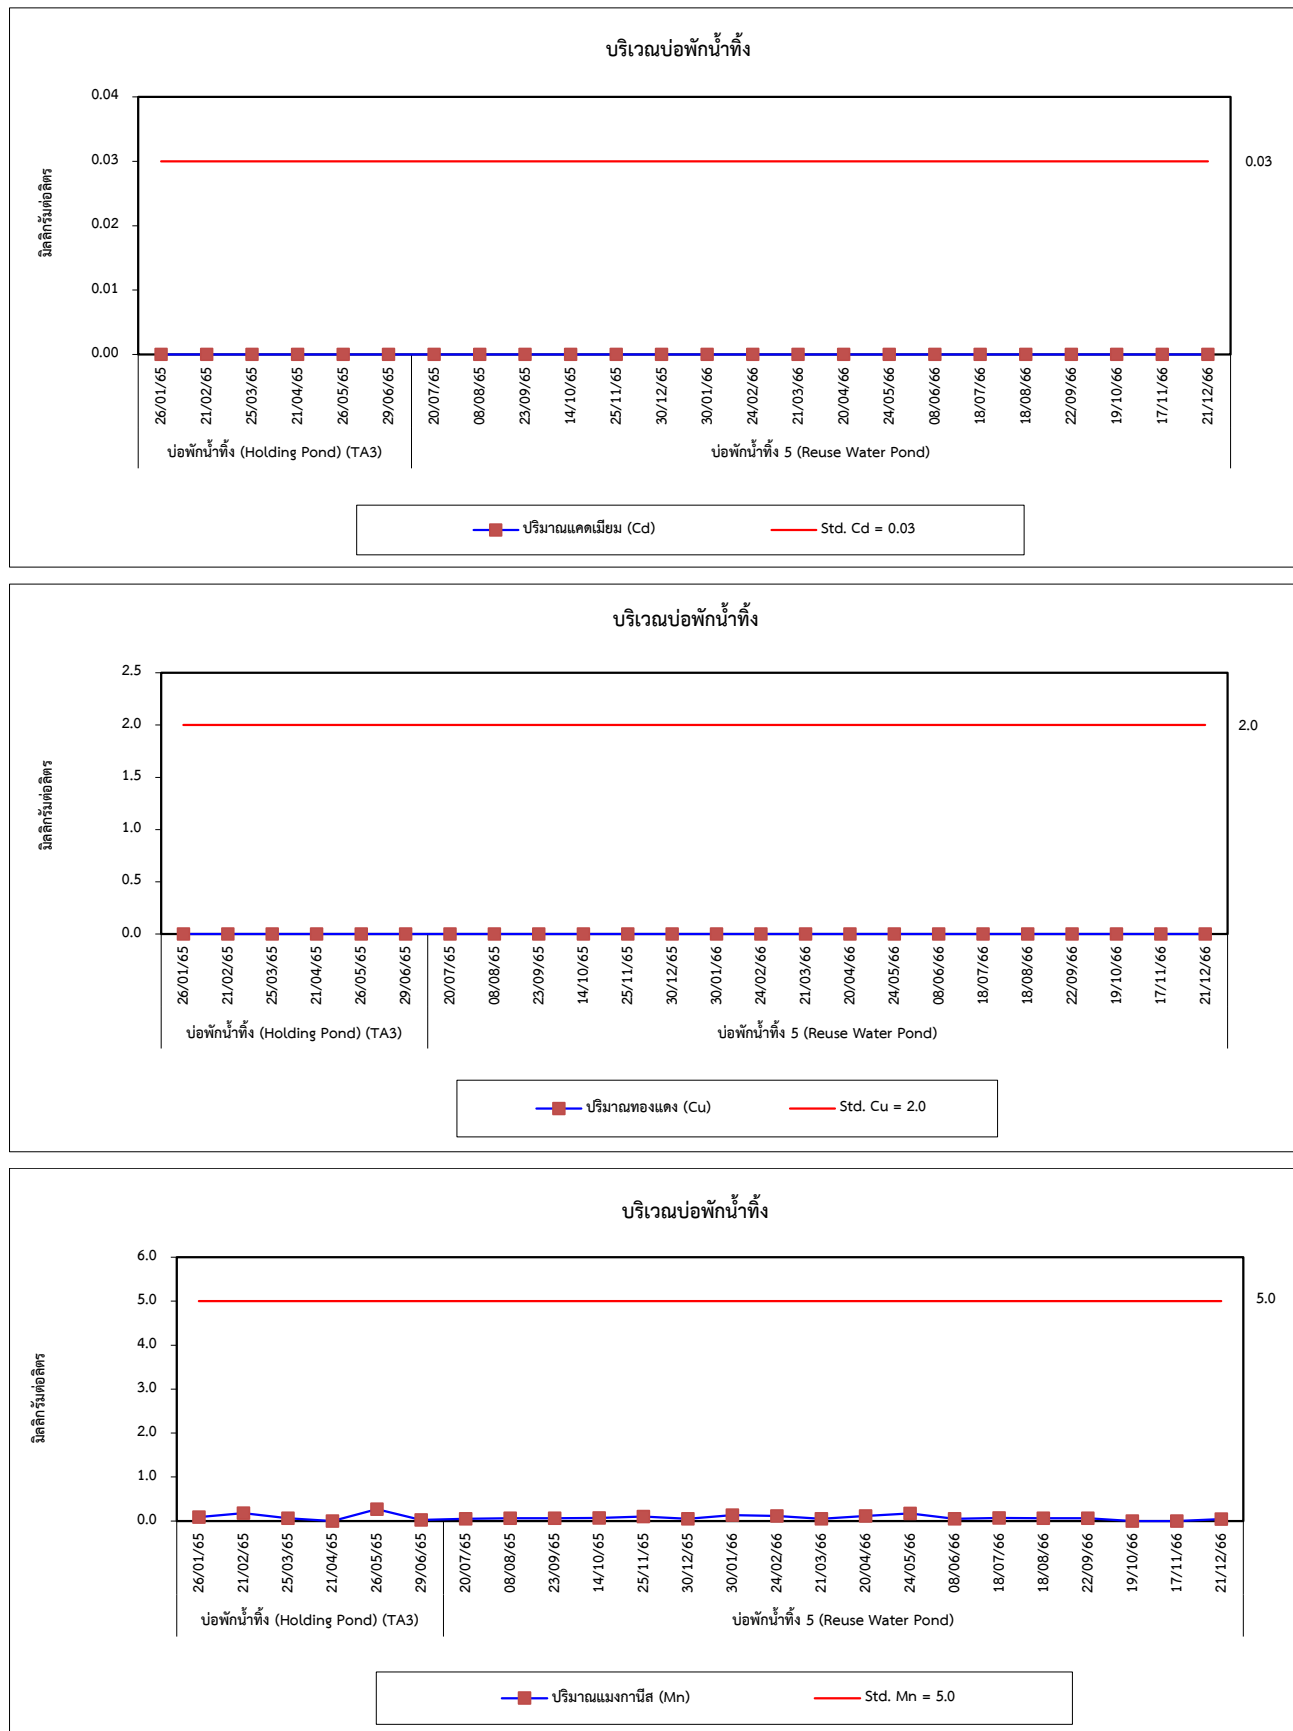 บริเวณบ่อพักน้ำทิ้ง
มิลลิกรัมต่อลิตร
0.04
0.03
0.02
0.01
0.00
0.03
26/01/65 21/02/65 25/03/65 21/04/65 26/05/65 29/06/65 20/07/65 08/08/65 23/09/65 14/10/65 25/11/65 30/12/65 30/01/66 24/02/66 21/03/66 20/04/66 24/05/66 08/06/66 18/07/66 18/08/66 22/09/66 19/10/66 17/11/66 21/12/66
บ่อพักน้ำทิ้ง (Holding Pond) (TA3) บ่อพักน้ำทิ้ง 5 (Reuse Water Pond)
ปริมาณแคดเมียม (Cd) Std. Cd = 0.03
บริเวณบ่อพักน้ำทิ้ง
มิลลิกรัมต่อลิตร
2.5
2.0
1.5
1.0
0.5
0.0
2.0
26/01/65 21/02/65 25/03/65 21/04/65 26/05/65 29/06/65 20/07/65 08/08/65 23/09/65 14/10/65 25/11/65 30/12/65 30/01/66 24/02/66 21/03/66 20/04/66 24/05/66 08/06/66 18/07/66 18/08/66 22/09/66 19/10/66 17/11/66 21/12/66
บ่อพักน้ำทิ้ง (Holding Pond) (TA3) บ่อพักน้ำทิ้ง 5 (Reuse Water Pond)
ปริมาณทองแดง (Cu) Std. Cu = 2.0
บริเวณบ่อพักน้ำทิ้ง
มิลลิกรัมต่อลิตร
6.0
5.0
4.0
3.0
2.0
1.0
0.0
5.0
26/01/65 21/02/65 25/03/65 21/04/65 26/05/65 29/06/65 20/07/65 08/08/65 23/09/65 14/10/65 25/11/65 30/12/65 30/01/66 24/02/66 21/03/66 20/04/66 24/05/66 08/06/66 18/07/66 18/08/66 22/09/66 19/10/66 17/11/66 21/12/66
บ่อพักน้ำทิ้ง (Holding Pond) (TA3) บ่อพักน้ำทิ้ง 5 (Reuse Water Pond)
ปริมาณแมงกานีส (Mn) Std. Mn = 5.0